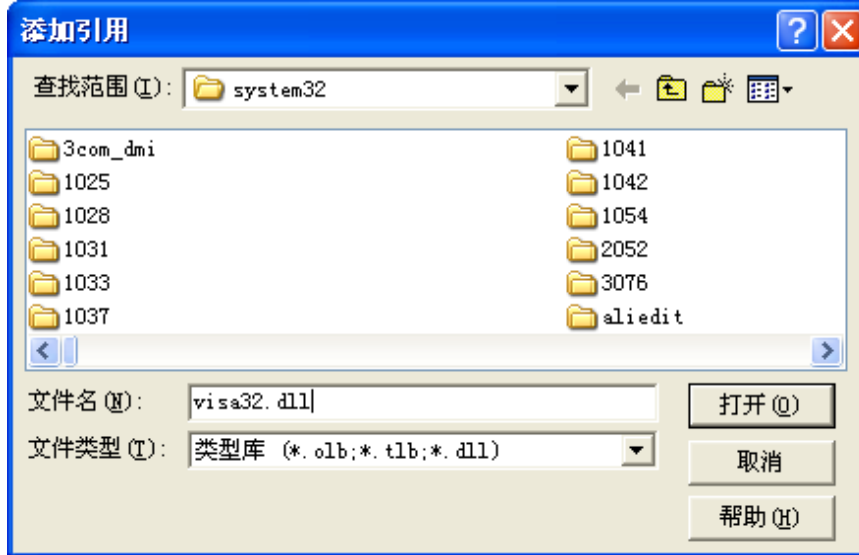 添加引用
查找范围(I): system32
3com_dmi
1025
1028
1031
1033
1037
1041
1042
1054
2052
3076
aliedit
文件名(N): visa32.dll 打开(O)
文件类型(T): 类型库 (*.olb;*.tlb;*.dll) 取消
帮助(H)